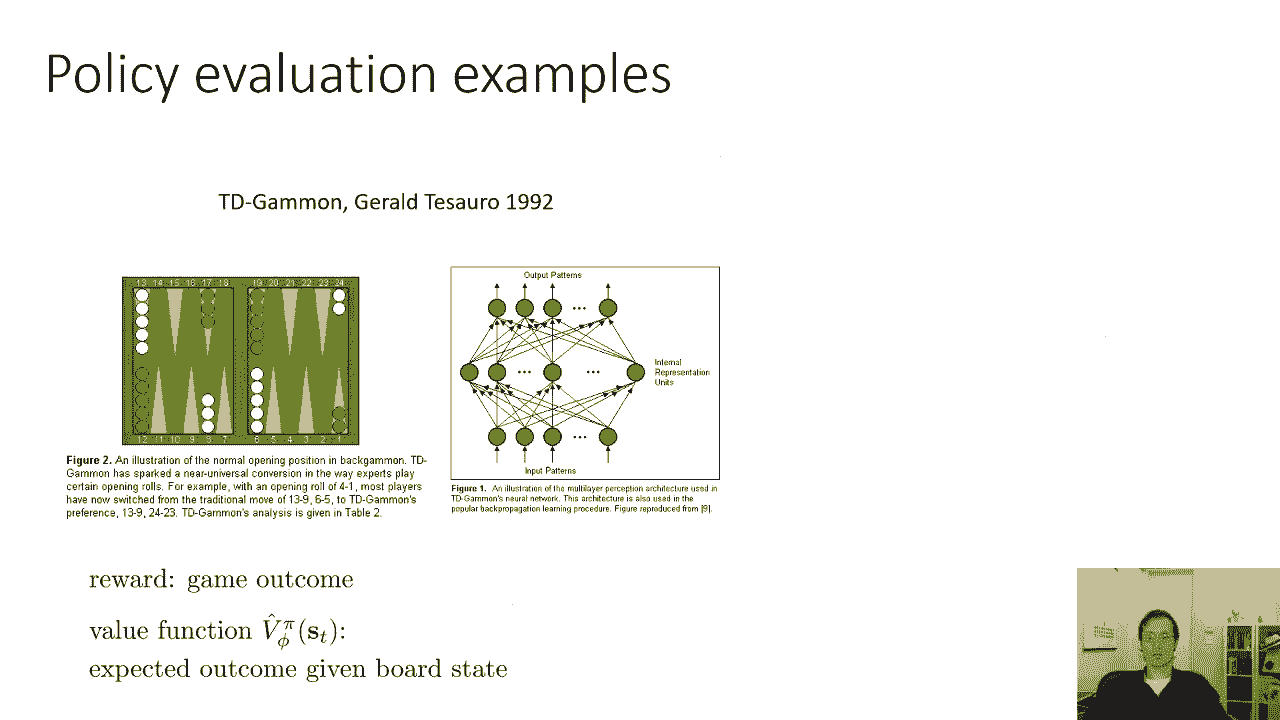 Policy evaluation examples
TD-Gammon, Gerald Tesauro 1992
13 14 15 16 17 18 19 20 21 22 23 24
12 11 10 9 8 7 6 5 4 3 2 1
Figure 2. An illustration of the normal opening position in backgammon. TD-
Gammon has sparked a near-universal conversion in the way experts play
certain opening rolls. For example, with an opening roll of 4-1, most players
have now switched from the traditional move of 13-9, 6-5, to TD-Gammon's
preference, 13-9, 24-23. TD-Gammon's analysis is given in Table 2.
Output Patterns
Internal
Representation
Units
Input Patterns
Figure 1. An illustration of the multilayer perception architecture used in
TD-Gammon's neural network. This architecture is also used in the
popular backpropagation learning procedure. Figure reproduced from [9].
reward: game outcome
value function V̂^π_ϕ(s_t):
expected outcome given board state